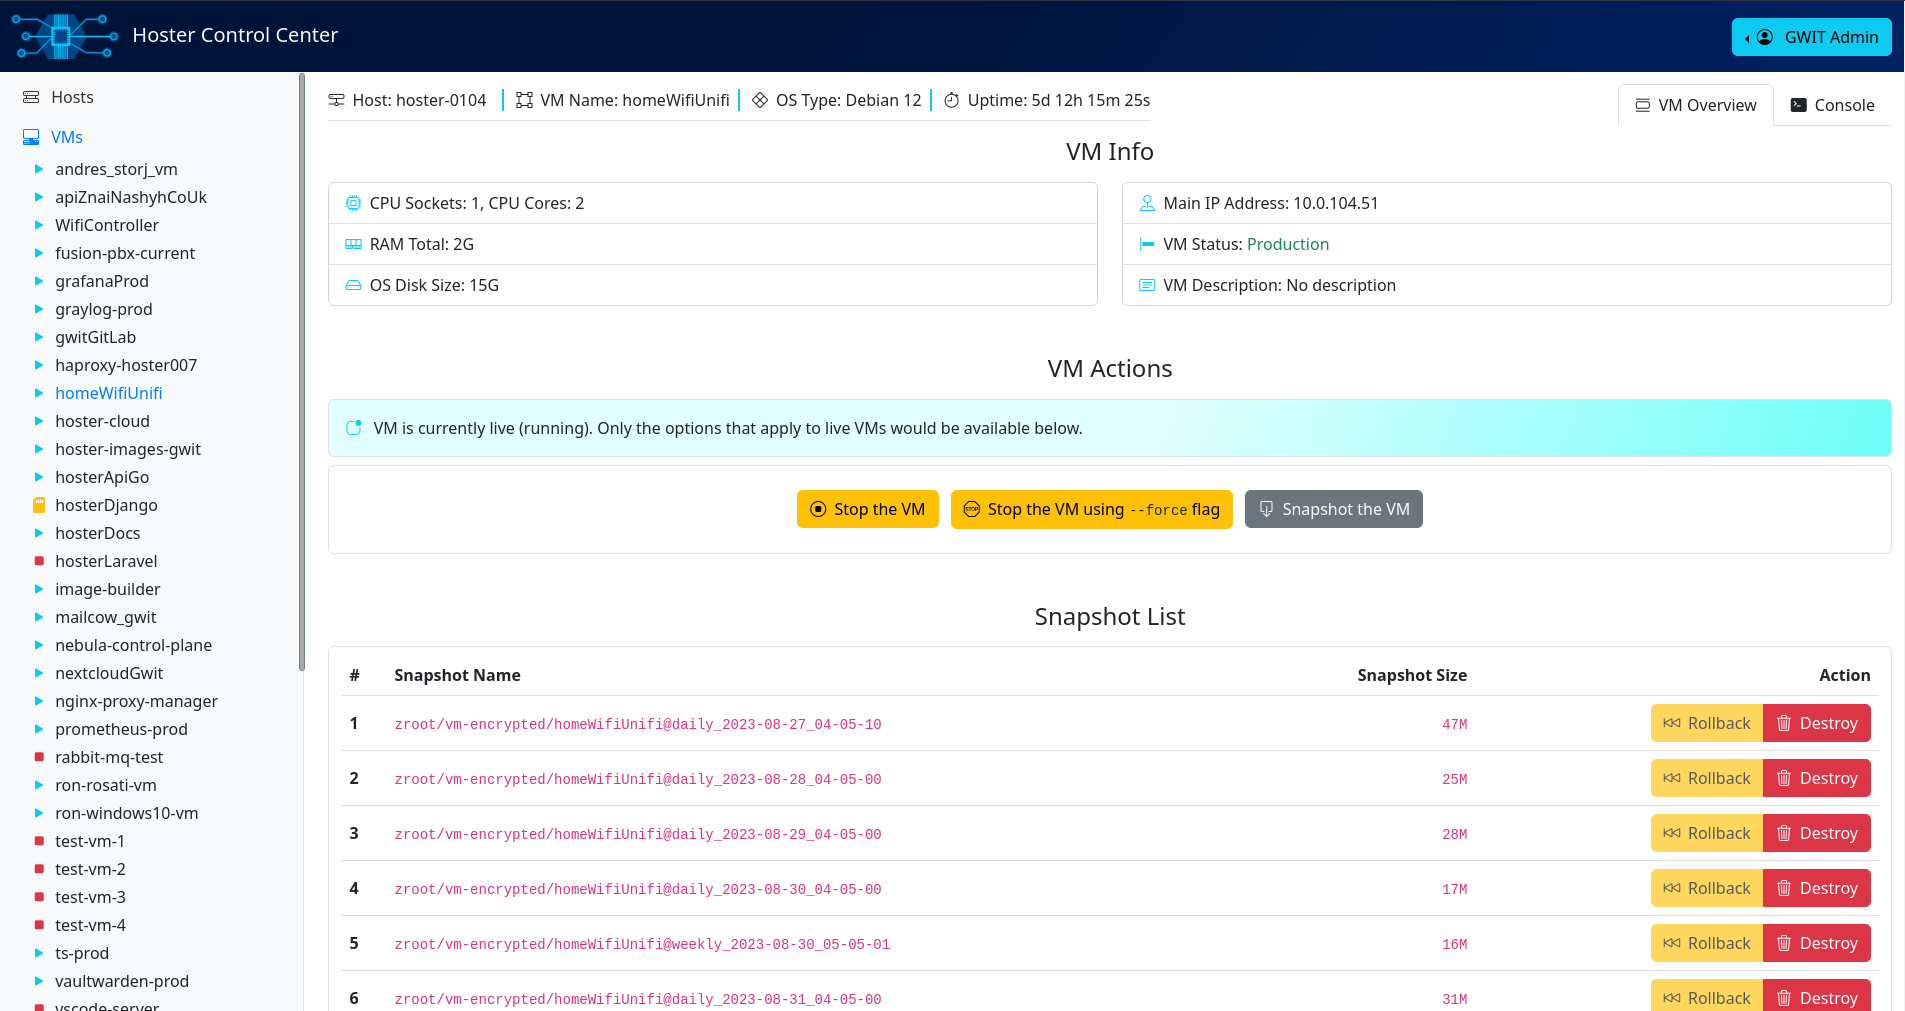 Hoster Control Center
GWIT Admin
Hosts
VMs
andres_storj_vm
apiZnaiNashyhCoUk
WifiController
fusion-pbx-current
grafanaProd
graylog-prod
gwitGitLab
haproxy-hoster007
homeWifiUnifi
hoster-cloud
hoster-images-gwit
hosterApiGo
hosterDjango
hosterDocs
hosterLaravel
image-builder
mailcow_gwit
nebula-control-plane
nextcloudGwit
nginx-proxy-manager
prometheus-prod
rabbit-mq-test
ron-rosati-vm
ron-windows10-vm
test-vm-1
test-vm-2
test-vm-3
test-vm-4
ts-prod
vaultwarden-prod
vscode-server
Host: hoster-0104 VM Name: homeWifiUnifi OS Type: Debian 12 Uptime: 5d 12h 15m 25s
VM Overview Console
VM Info
CPU Sockets: 1, CPU Cores: 2
RAM Total: 2G
OS Disk Size: 15G
Main IP Address: 10.0.104.51
VM Status: Production
VM Description: No description
VM Actions
VM is currently live (running). Only the options that apply to live VMs would be available below.
Stop the VM
STOP Stop the VM using --force flag
Snapshot the VM
Snapshot List
# Snapshot Name Snapshot Size Action
1 zroot/vm-encrypted/homeWifiUnifi@daily_2023-08-27_04-05-10 47M Rollback Destroy
2 zroot/vm-encrypted/homeWifiUnifi@daily_2023-08-28_04-05-00 25M Rollback Destroy
3 zroot/vm-encrypted/homeWifiUnifi@daily_2023-08-29_04-05-00 28M Rollback Destroy
4 zroot/vm-encrypted/homeWifiUnifi@daily_2023-08-30_04-05-00 17M Rollback Destroy
5 zroot/vm-encrypted/homeWifiUnifi@weekly_2023-08-30_05-05-01 16M Rollback Destroy
6 zroot/vm-encrypted/homeWifiUnifi@daily_2023-08-31_04-05-00 31M Rollback Destroy